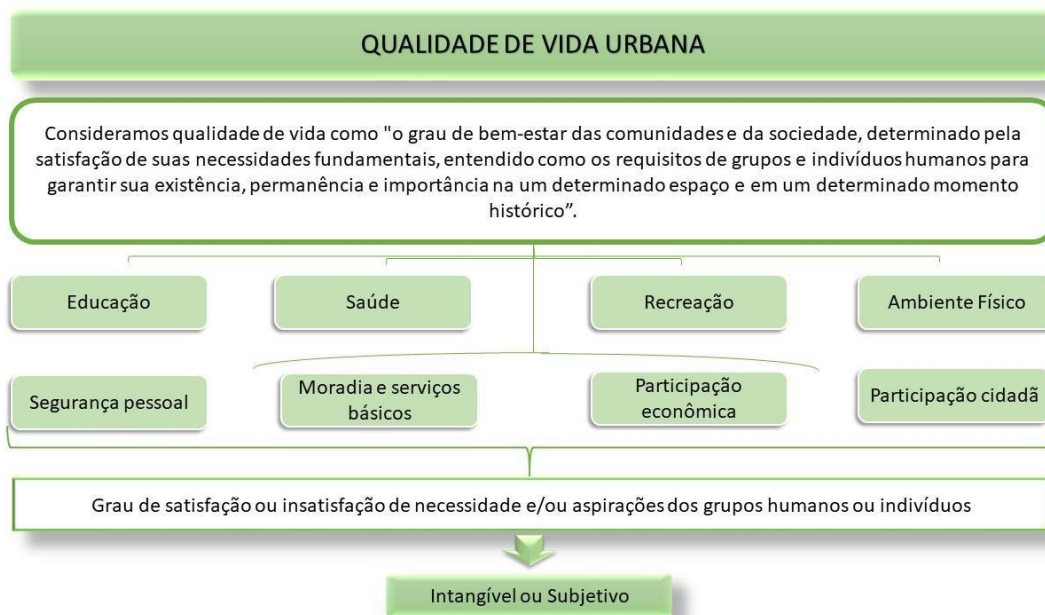 QUALIDADE DE VIDA URBANA
Consideramos qualidade de vida como "o grau de bem-estar das comunidades e da sociedade, determinado pela
satisfação de suas necessidades fundamentais, entendido como os requisitos de grupos e indivíduos humanos para
garantir sua existência, permanência e importância na um determinado espaço e em um determinado momento
histórico”.
Educação
Saúde
Recreação
Ambiente Físico
Segurança pessoal
Moradia e serviços
básicos
Participação
econômica
Participação cidadã
Grau de satisfação ou insatisfação de necessidade e/ou aspirações dos grupos humanos ou indivíduos
Intangível ou Subjetivo